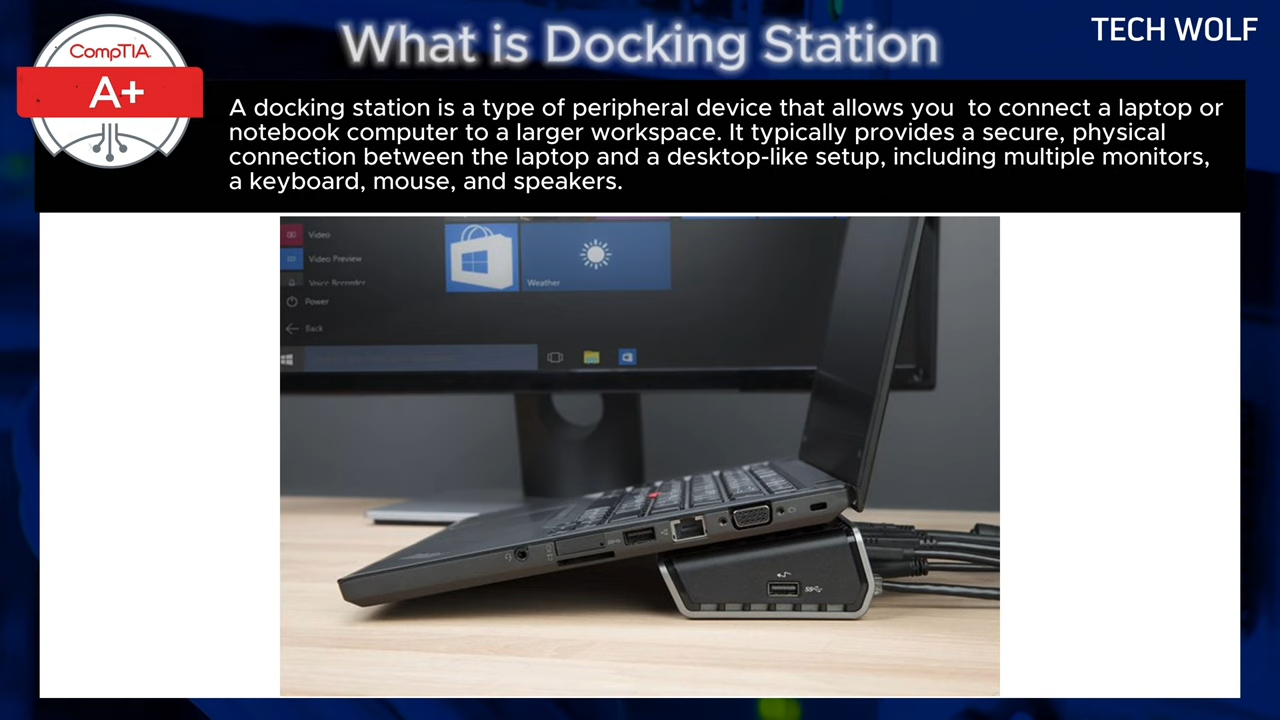 What is Docking Station
TECH WOLF
CompTIA.
A+
A docking station is a type of peripheral device that allows you  to connect a laptop or
notebook computer to a larger workspace. It typically provides a secure, physical
connection between the laptop and a desktop-like setup, including multiple monitors,
a keyboard, mouse, and speakers.
Video
Video Preview
Voice Recorder
Power
Back
Weather